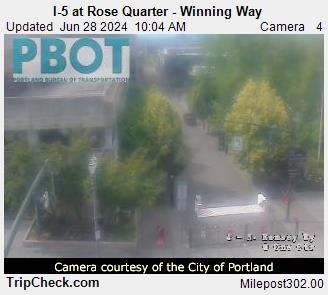 I-5 at Rose Quarter - Winning Way
Updated Jun 28 2024 10:04 AM Camera 4
PBOT
PORTLAND BUREAU OF TRANSPORTATION
Camera courtesy of the City of Portland
TripCheck.com Milepost302.00